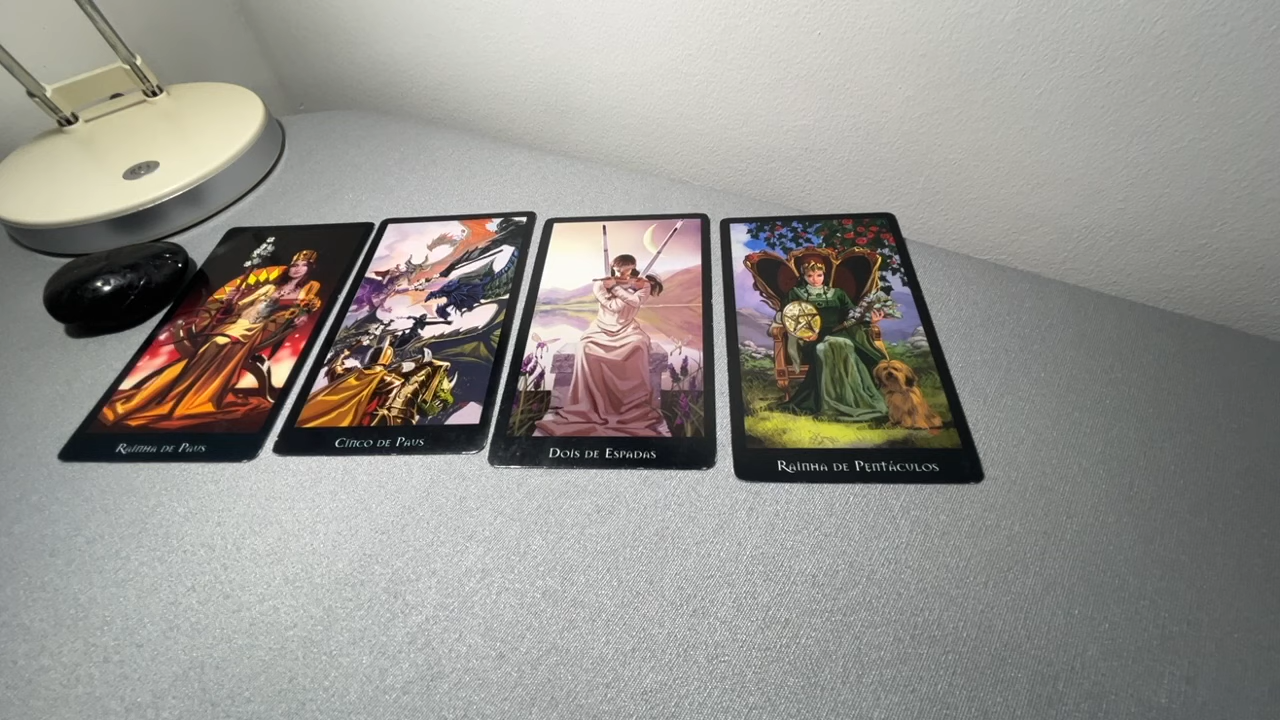 Rainha de Paus
Cinco de Paus
Dois de Espadas
Rainha de Pentáculos